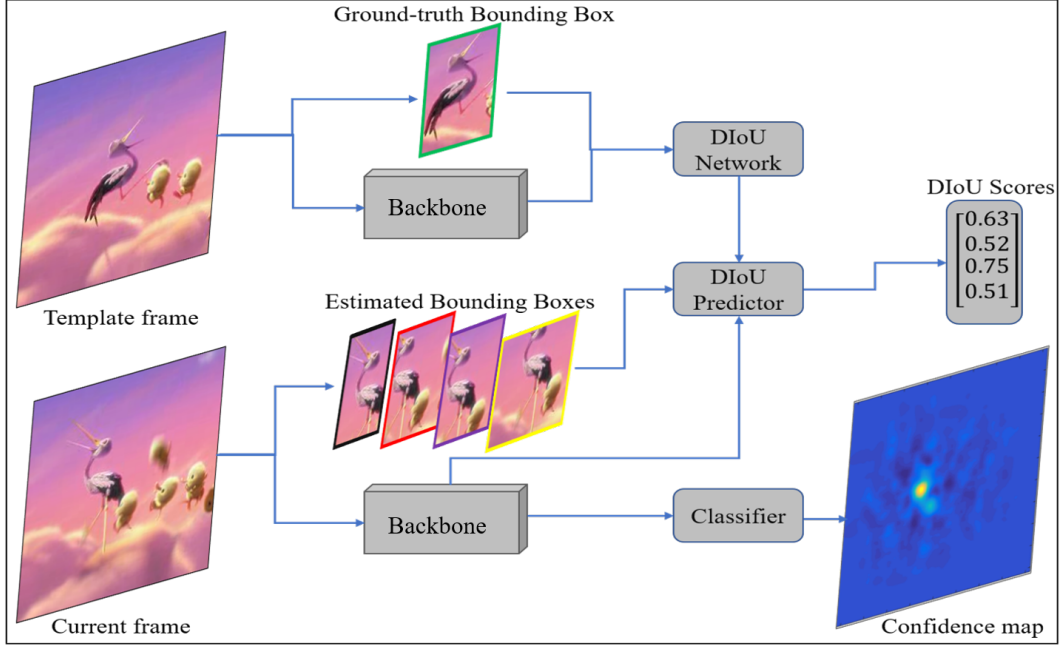 Ground-truth Bounding Box
DIoU
Network
Backbone
DIoU Scores
0.63
0.52
0.75
0.51
Template frame
Estimated Bounding Boxes
DIoU
Predictor
Backbone
Classifier
Current frame
Confidence map